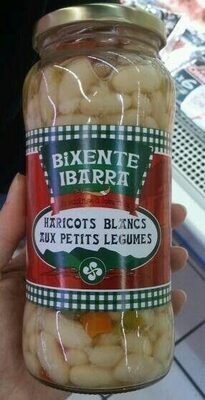 BiXENTE
IBARRA
HARICOTS BLANCS
AUX PETITS LEGUMES